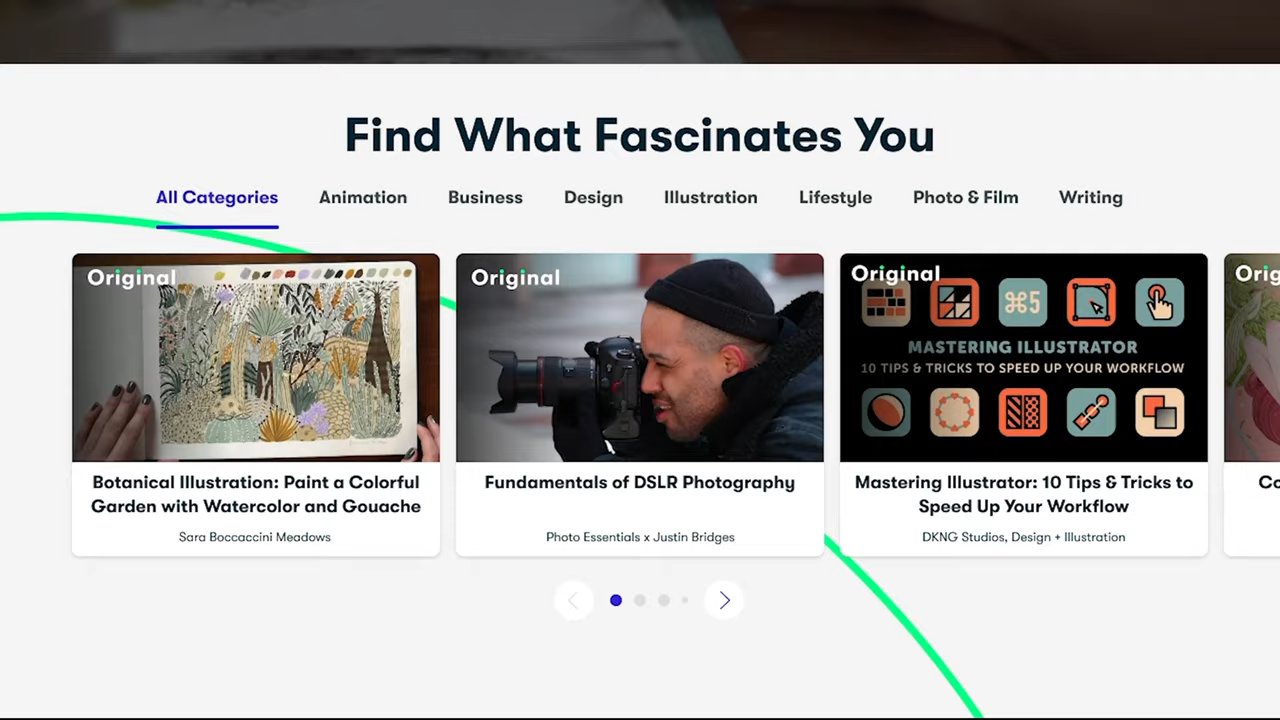 Find What Fascinates You
All Categories
Animation
Business
Design
Illustration
Lifestyle
Photo & Film
Writing
Original
Original
Original
⌘5
MASTERING ILLUSTRATOR
10 TIPS & TRICKS TO SPEED UP YOUR WORKFLOW
Botanical Illustration: Paint a Colorful
Garden with Watercolor and Gouache
Sara Boccaccini Meadows
Fundamentals of DSLR Photography
Photo Essentials x Justin Bridges
Mastering Illustrator: 10 Tips & Tricks to
Speed Up Your Workflow
DKNG Studios, Design + Illustration